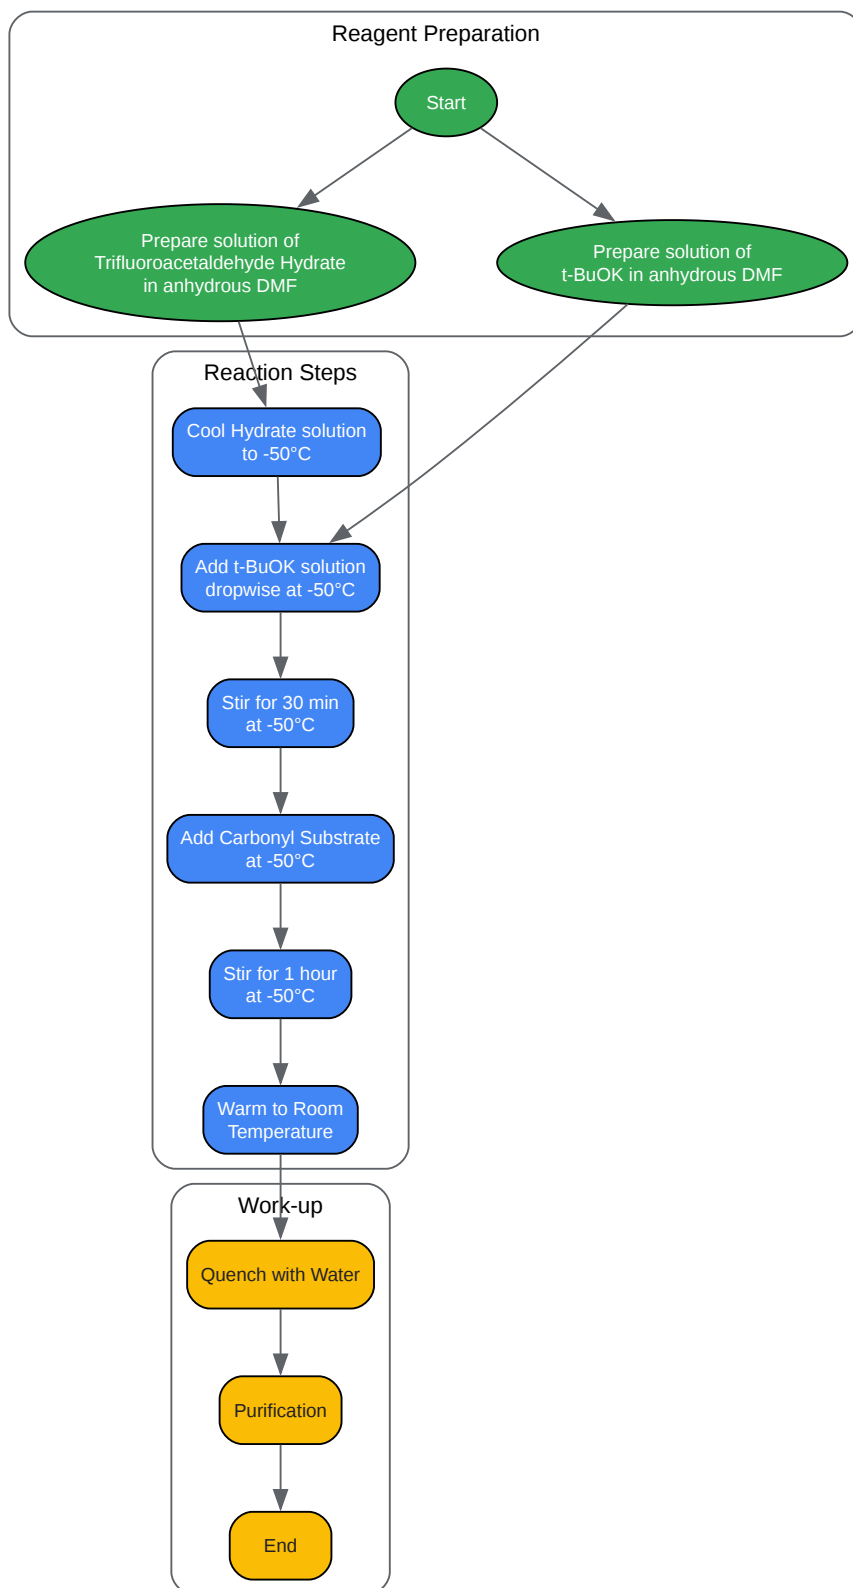 Reagent Preparation
Start
Prepare solution of
Trifluoroacetaldehyde Hydrate
in anhydrous DMF
Prepare solution of
t-BuOK in anhydrous DMF
Reaction Steps
Cool Hydrate solution
to -50°C
Add t-BuOK solution
dropwise at -50°C
Stir for 30 min
at -50°C
Add Carbonyl Substrate
at -50°C
Stir for 1 hour
at -50°C
Warm to Room
Temperature
Work-up
Quench with Water
Purification
End